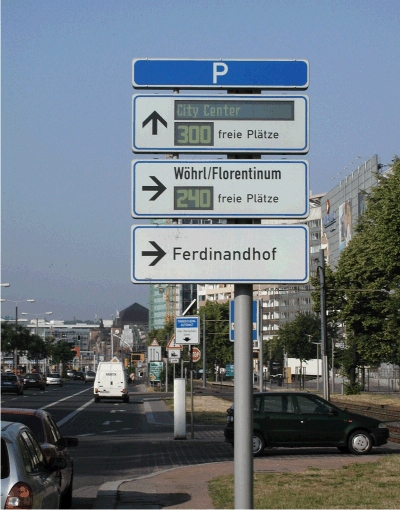 P
City Center
300 freie Plätze
Wöhrl/Florentinum
240 freie Plätze
Ferdinandhof